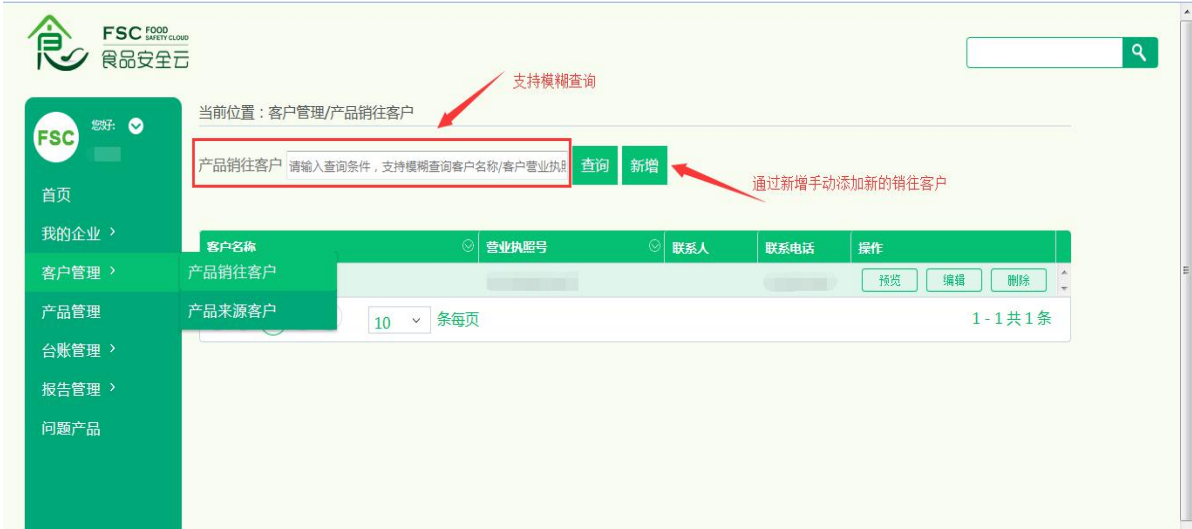 食
FSC FOOD SAFETY CLOUD
食品安全云
支持模糊查询
当前位置：客户管理/产品销往客户
FSC
您好:
产品销往客户 请输入查询条件，支持模糊查询客户名称/客户营业执照 查询 新增
通过新增手动添加新的销往客户
首页
我的企业
客户名称 营业执照号 联系人 联系电话 操作
客户管理
产品销往客户
预览 编辑 删除
产品管理
产品来源客户
10 条每页
1-1共1条
台账管理
报告管理
问题产品